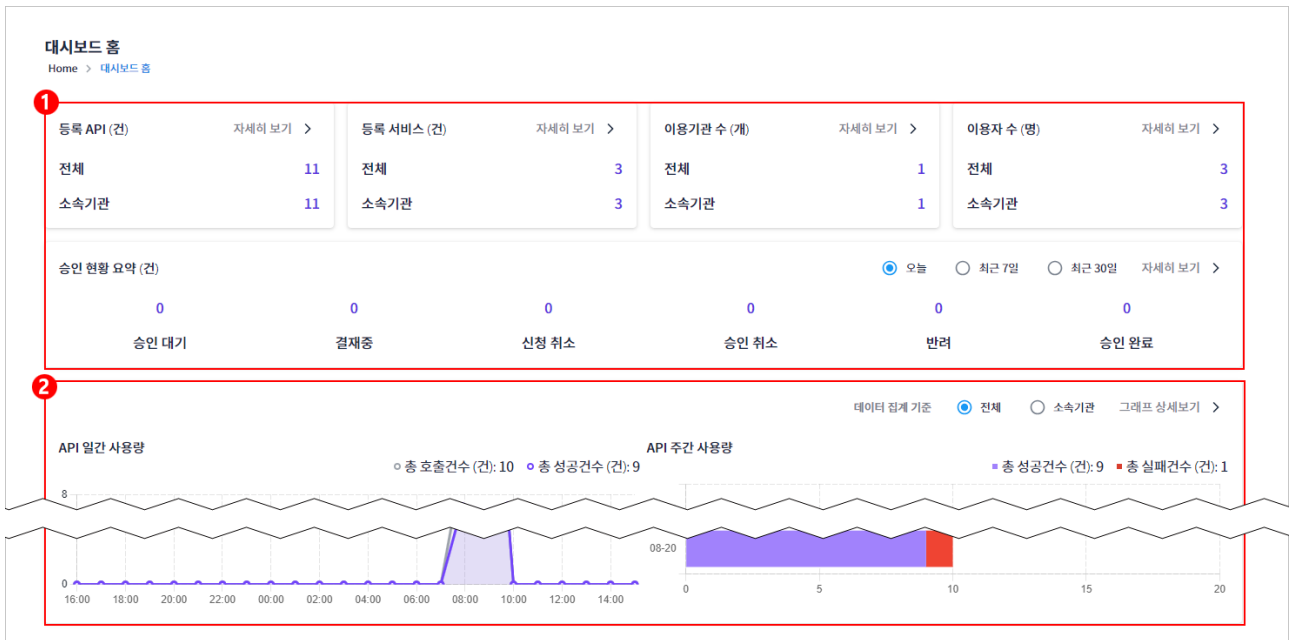 대시보드 홈
Home > 대시보드 홈
1
등록 API (건) 자세히 보기 >
전체 11
소속기관 11
등록 서비스 (건) 자세히 보기 >
전체 3
소속기관 3
이용기관 수 (개) 자세히 보기 >
전체 1
소속기관 1
이용자 수 (명) 자세히 보기 >
전체 3
소속기관 3
승인 현황 요약 (건) 오늘 최근 7일 최근 30일 자세히 보기 >
0 0 0 0 0 0
승인 대기 결재중 신청 취소 승인 취소 반려 승인 완료
2
데이터 집계 기준 전체 소속기관 그래프 상세보기 >
API 일간 사용량
총 호출건수 (건): 10 총 성공건수 (건): 9
8
0
16:00 18:00 20:00 22:00 00:00 02:00 04:00 06:00 08:00 10:00 12:00 14:00
API 주간 사용량
총 성공건수 (건): 9 총 실패건수 (건): 1
08-20
0 5 10 15 20